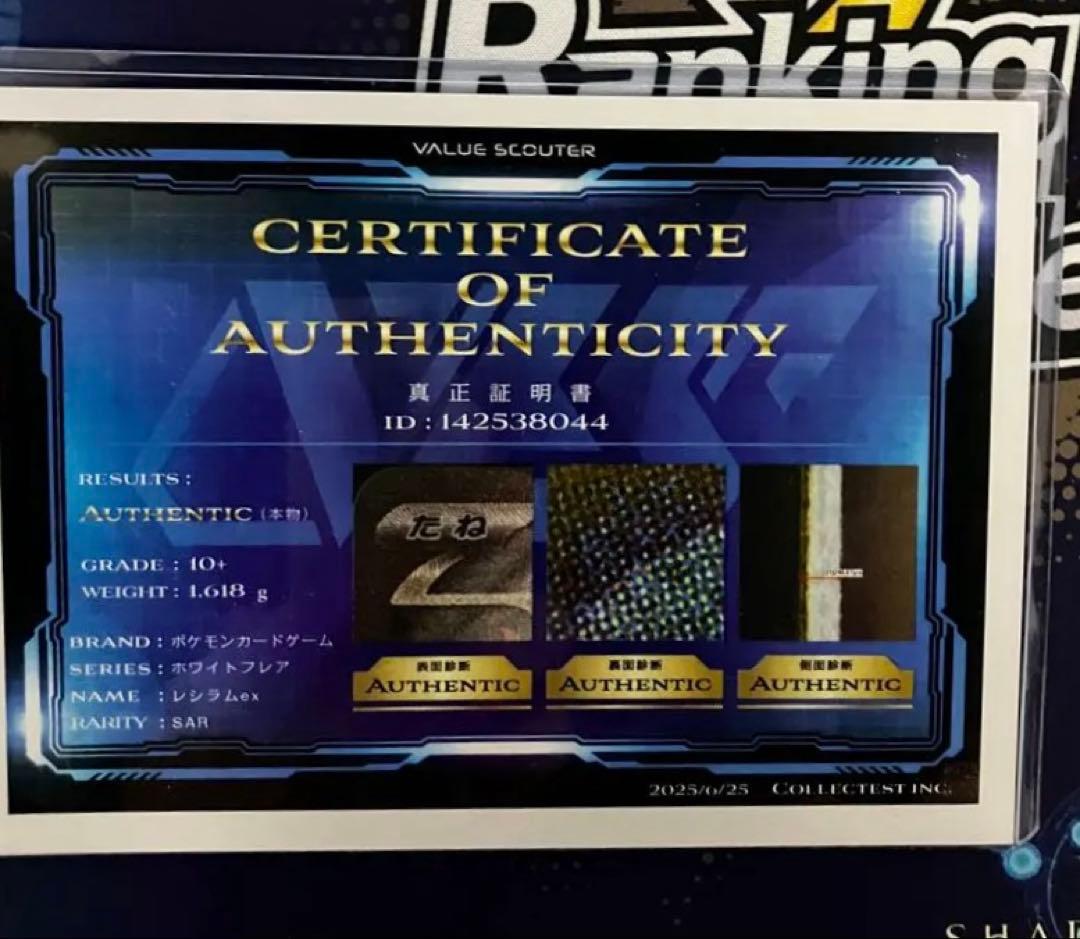 Ranking
VALUE SCOUTER
CERTIFICATE
OF
AUTHENTICITY
真正証明書
ID : 142538044
RESULTS :
AUTHENTIC (本物)
GRADE : 10+
WEIGHT : 1.618 g
BRAND : ポケモンカードゲーム
SERIES : ホワイトフレア
NAME : レシラムex
RARITY : SAR
たね
表面診断
AUTHENTIC
裏面診断
AUTHENTIC
側面診断
AUTHENTIC
2025/6/25 COLLECTEST INC.